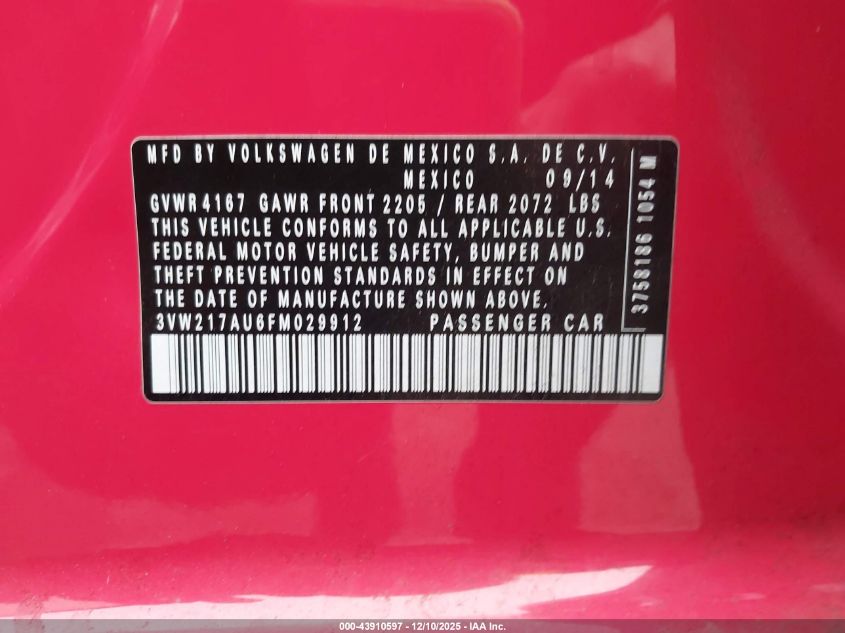 MFD BY VOLKSWAGEN DE MEXICO S.A. DE C.V.
MEXICO 09/14
GVWR 4167 GAWR FRONT 2205 / REAR 2072 LBS
THIS VEHICLE CONFORMS TO ALL APPLICABLE U.S.
FEDERAL MOTOR VEHICLE SAFETY, BUMPER AND
THEFT PREVENTION STANDARDS IN EFFECT ON
THE DATE OF MANUFACTURE SHOWN ABOVE.
3VW217AU6FM029912 PASSENGER CAR
3758186 1054 M
000-43910597 - 12/10/2025 - IAA Inc.